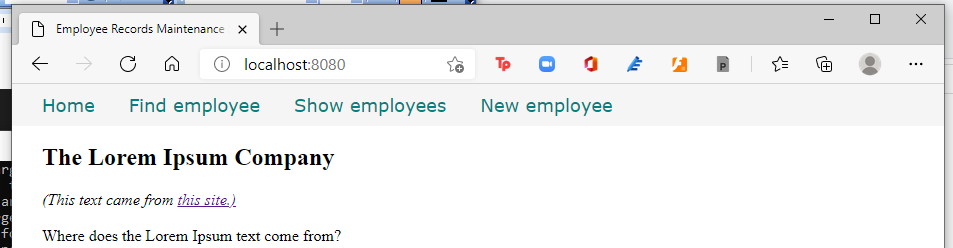 Employee Records Maintenance
localhost:8080
Home Find employee Show employees New employee
The Lorem Ipsum Company
(This text came from this site.)
Where does the Lorem Ipsum text come from?